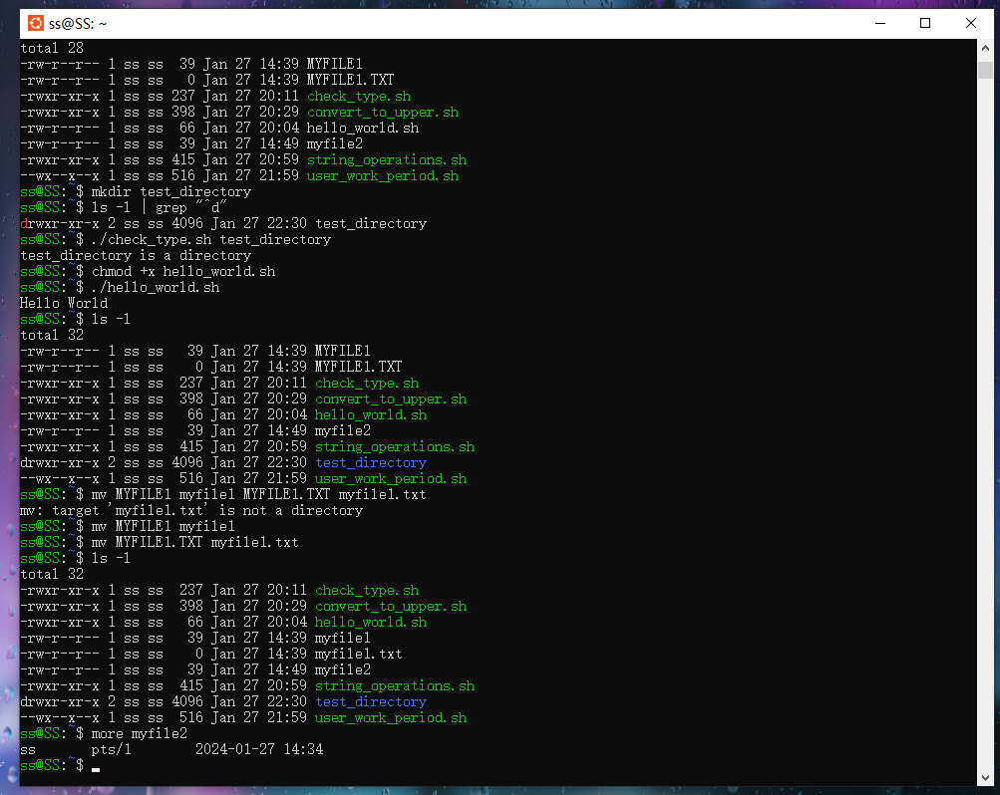 ss@SS: ~
total 28
-rw-r--r-- 1 ss ss  39 Jan 27 14:39 MYFILE1
-rw-r--r-- 1 ss ss   0 Jan 27 14:39 MYFILE1.TXT
-rwxr-xr-x 1 ss ss 237 Jan 27 20:11 check_type.sh
-rwxr-xr-x 1 ss ss 398 Jan 27 20:29 convert_to_upper.sh
-rw-r--r-- 1 ss ss  66 Jan 27 20:04 hello_world.sh
-rw-r--r-- 1 ss ss  39 Jan 27 14:49 myfile2
-rwxr-xr-x 1 ss ss 415 Jan 27 20:59 string_operations.sh
--wx--x--x 1 ss ss 516 Jan 27 21:59 user_work_period.sh
ss@SS:~$ mkdir test_directory
ss@SS:~$ ls -l | grep "^d"
drwxr-xr-x 2 ss ss 4096 Jan 27 22:30 test_directory
ss@SS:~$ ./check_type.sh test_directory
test_directory is a directory
ss@SS:~$ chmod +x hello_world.sh
ss@SS:~$ ./hello_world.sh
Hello World
ss@SS:~$ ls -l
total 32
-rw-r--r-- 1 ss ss   39 Jan 27 14:39 MYFILE1
-rw-r--r-- 1 ss ss    0 Jan 27 14:39 MYFILE1.TXT
-rwxr-xr-x 1 ss ss  237 Jan 27 20:11 check_type.sh
-rwxr-xr-x 1 ss ss  398 Jan 27 20:29 convert_to_upper.sh
-rwxr-xr-x 1 ss ss   66 Jan 27 20:04 hello_world.sh
-rw-r--r-- 1 ss ss   39 Jan 27 14:49 myfile2
-rwxr-xr-x 1 ss ss  415 Jan 27 20:59 string_operations.sh
drwxr-xr-x 2 ss ss 4096 Jan 27 22:30 test_directory
--wx--x--x 1 ss ss  516 Jan 27 21:59 user_work_period.sh
ss@SS:~$ mv MYFILE1 myfile1 MYFILE1.TXT myfile1.txt
mv: target 'myfile1.txt' is not a directory
ss@SS:~$ mv MYFILE1 myfile1
ss@SS:~$ mv MYFILE1.TXT myfile1.txt
ss@SS:~$ ls -l
total 32
-rwxr-xr-x 1 ss ss  237 Jan 27 20:11 check_type.sh
-rwxr-xr-x 1 ss ss  398 Jan 27 20:29 convert_to_upper.sh
-rwxr-xr-x 1 ss ss   66 Jan 27 20:04 hello_world.sh
-rw-r--r-- 1 ss ss   39 Jan 27 14:39 myfile1
-rw-r--r-- 1 ss ss    0 Jan 27 14:39 myfile1.txt
-rw-r--r-- 1 ss ss   39 Jan 27 14:49 myfile2
-rwxr-xr-x 1 ss ss  415 Jan 27 20:59 string_operations.sh
drwxr-xr-x 2 ss ss 4096 Jan 27 22:30 test_directory
--wx--x--x 1 ss ss  516 Jan 27 21:59 user_work_period.sh
ss@SS:~$ more myfile2
ss       pts/1        2024-01-27 14:34
ss@SS:~$